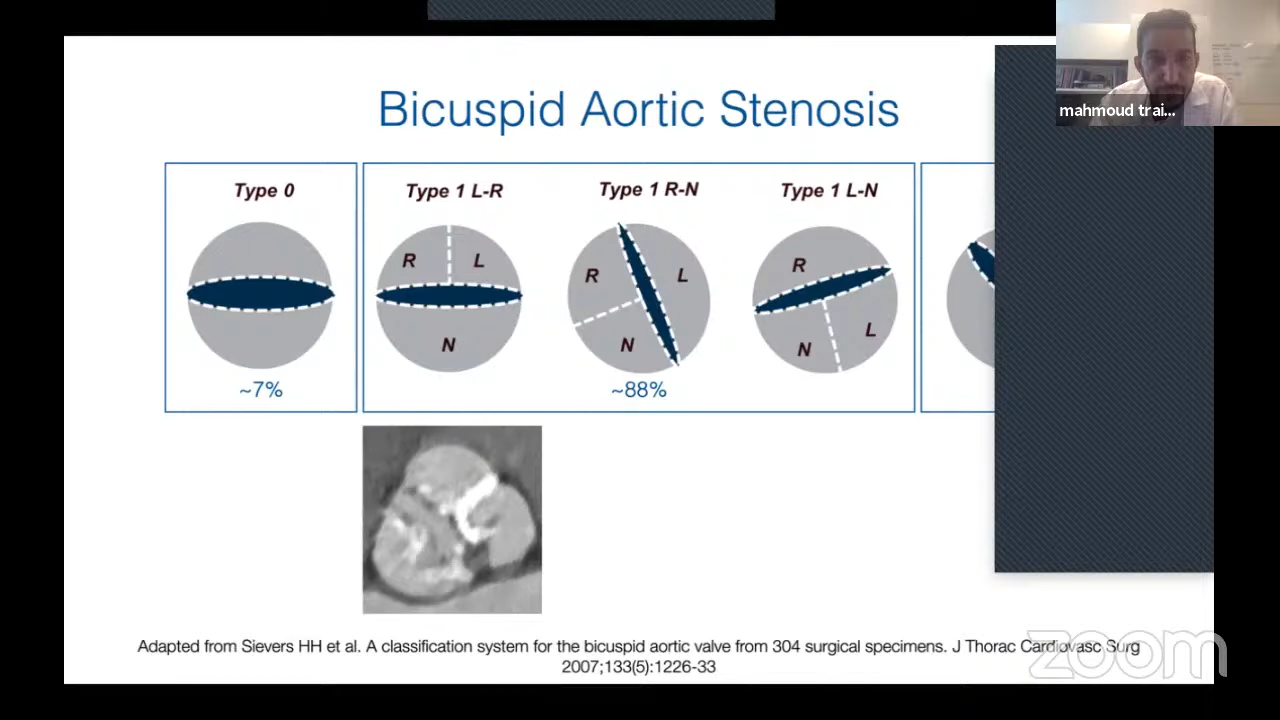 mahmoud trai...
Bicuspid Aortic Stenosis
Type 0
Type 1 L-R
Type 1 R-N
Type 1 L-N
R
L
N
R
L
N
R
L
N
~7%
~88%
Adapted from Sievers HH et al. A classification system for the bicuspid aortic valve from 304 surgical specimens. J Thorac Cardiovasc Surg
2007;133(5):1226-33
zoom